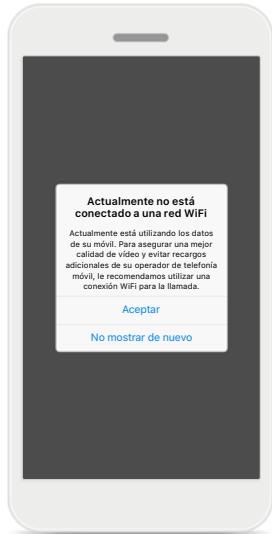 Actualmente no está
conectado a una red WiFi
Actualmente está utilizando los datos
de su móvil. Para asegurar una mejor
calidad de vídeo y evitar recargos
adicionales de su operador de telefonía
móvil, le recomendamos utilizar una
conexión WiFi para la llamada.
Aceptar
No mostrar de nuevo